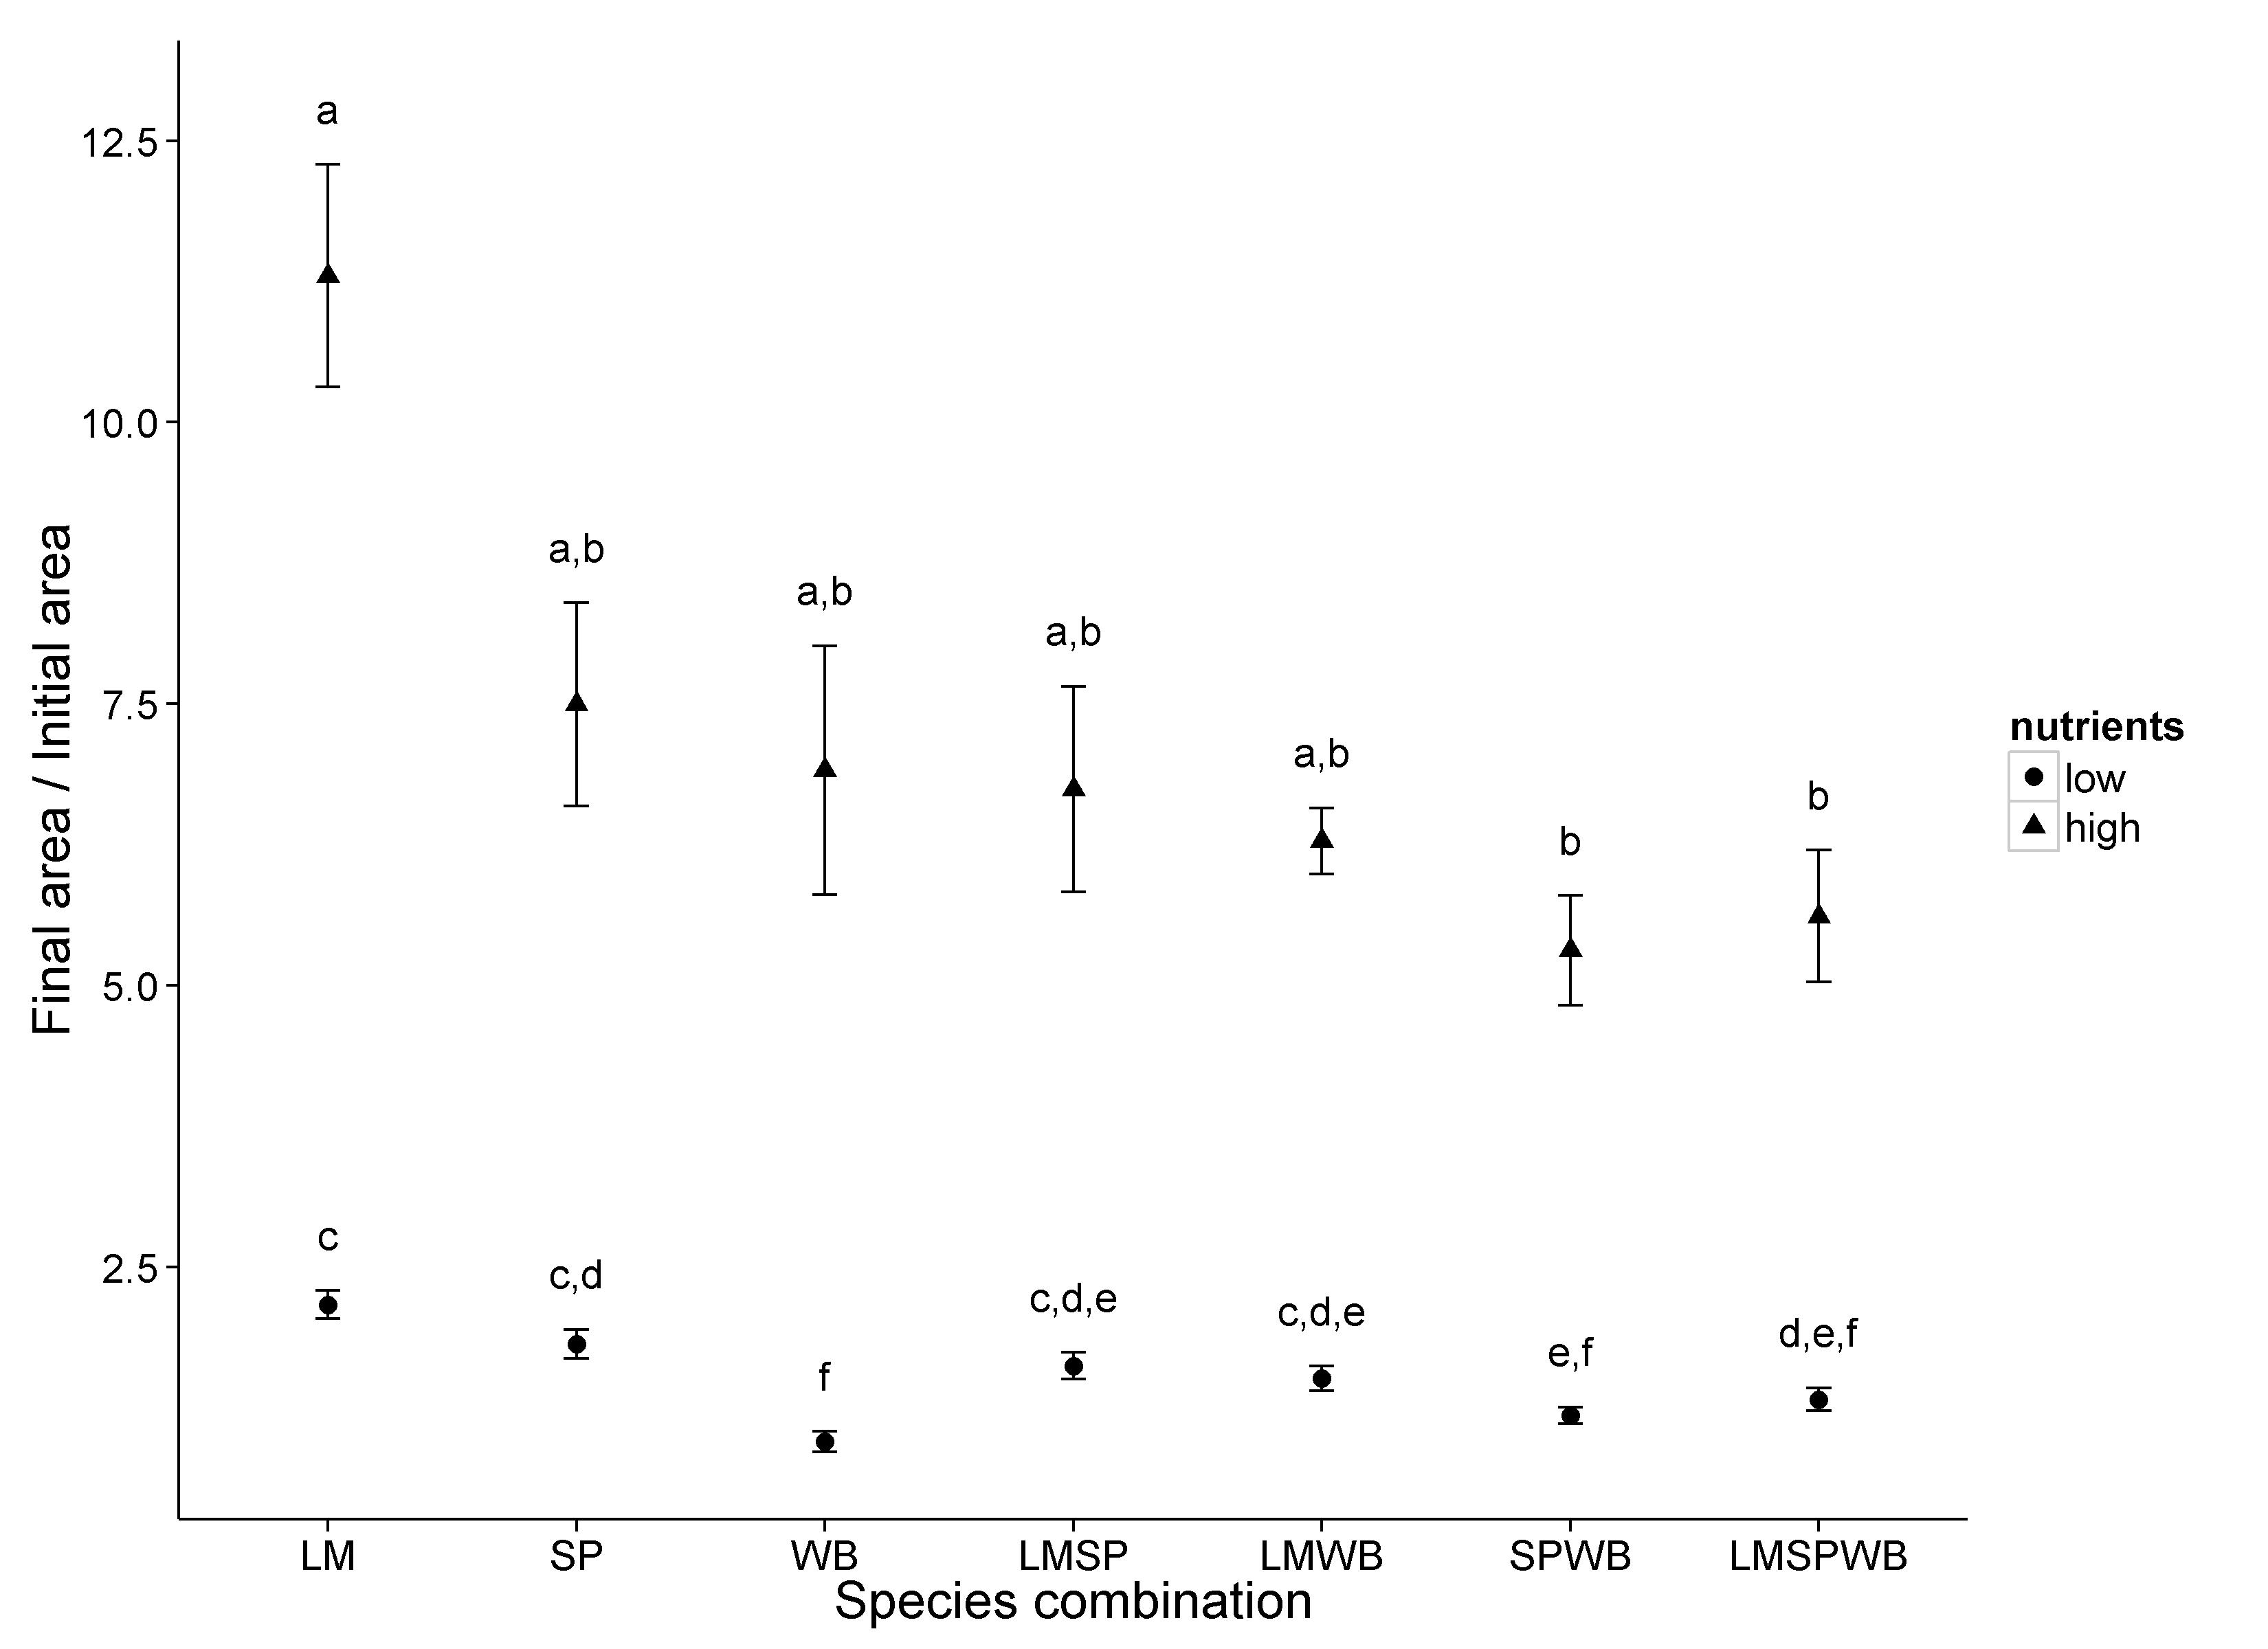 Final area / Initial area
12.5
10.0
7.5
5.0
2.5
a
a,b
a,b
a,b
a,b
b
b
c
c,d
f
c,d,e
c,d,e
e,f
d,e,f
LM SP WB LMSP LMWB SPWB LMSPWB
Species combination
nutrients
low
high